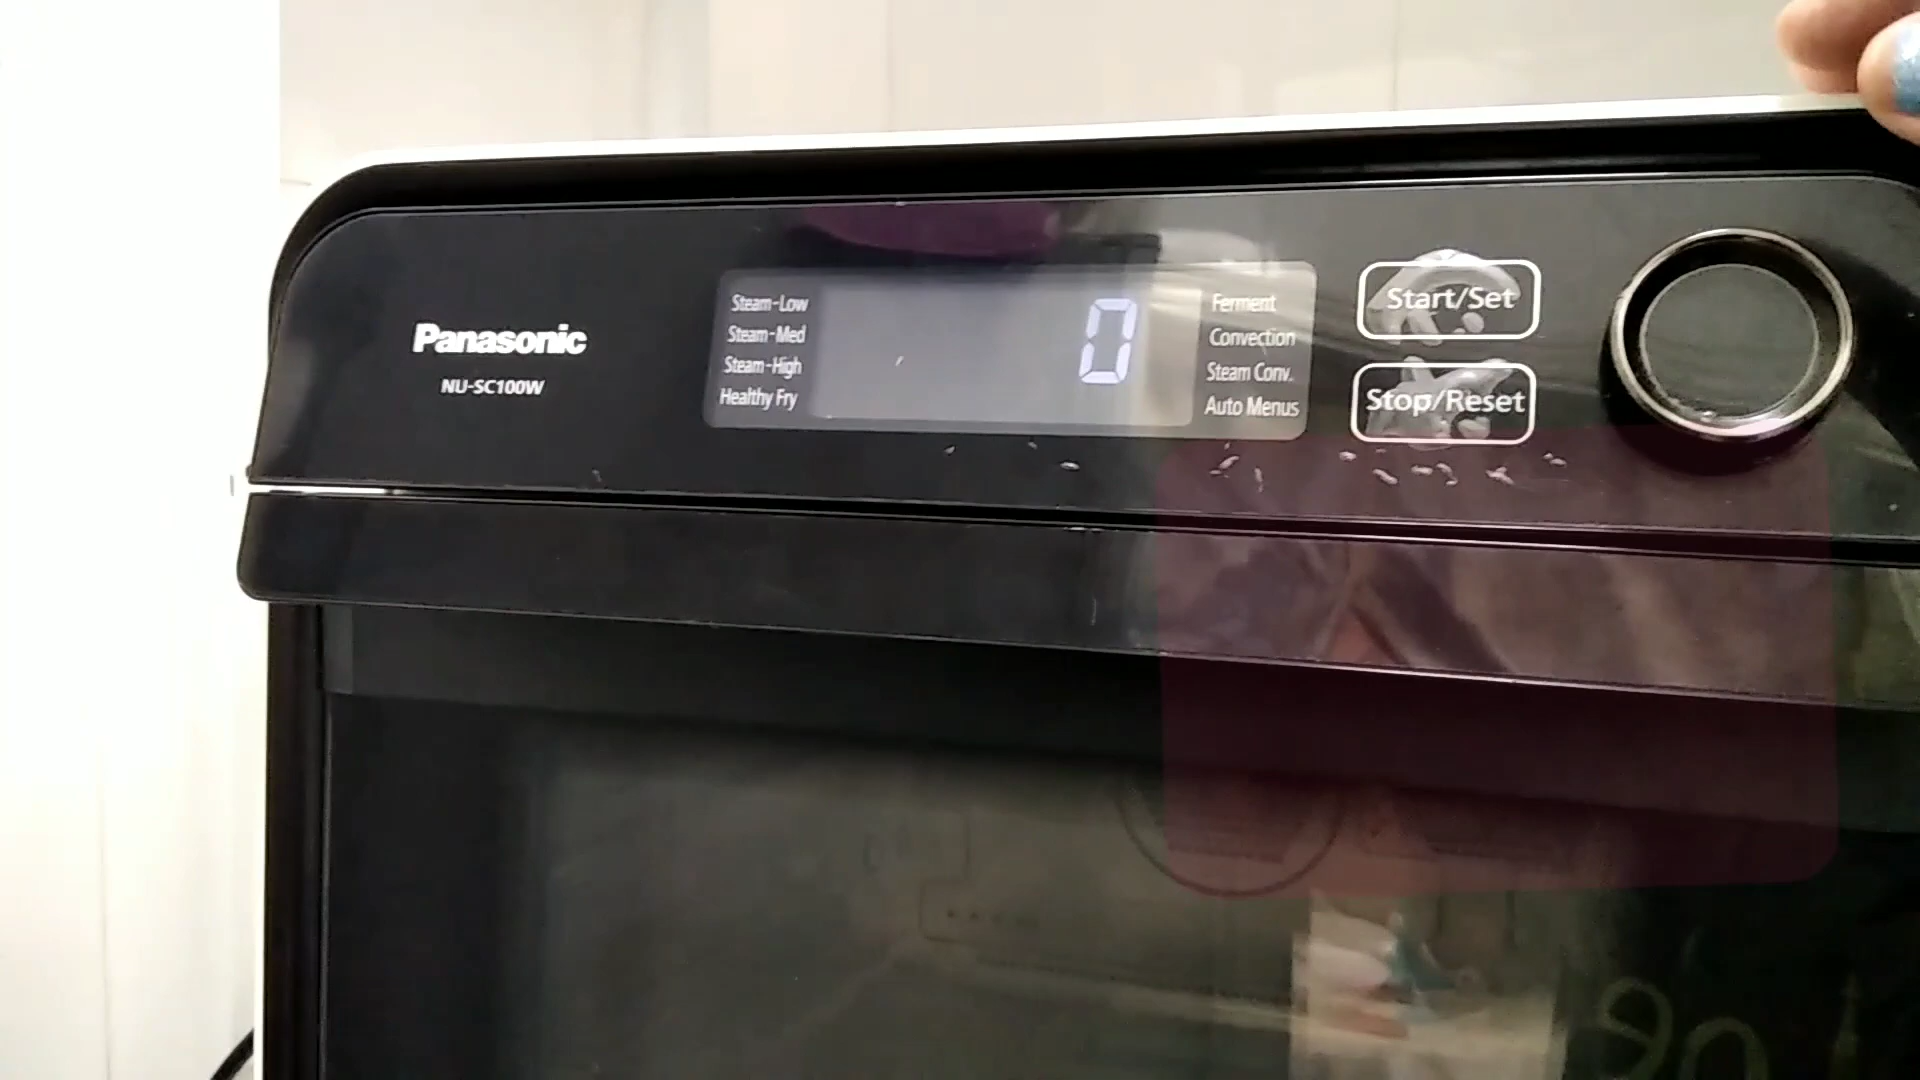 Panasonic
NU-SC100W
Steam-Low
Steam-Med
Steam-High
Healthy Fry
0
Ferment
Convection
Steam Conv.
Auto Menus
Start/Set
Stop/Reset